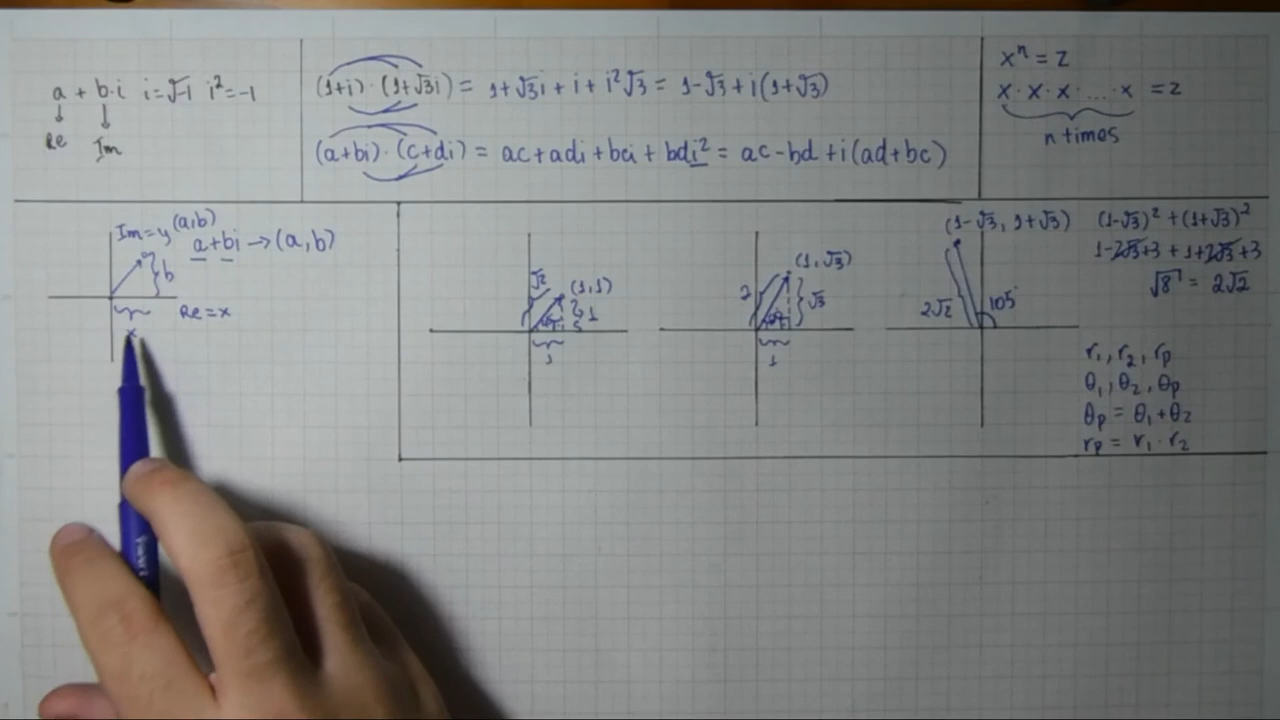 a + b·i i=√-1 i²=-1
Re Im
(1+i)·(1+√3i) = 1+√3i + i + i²√3 = 1-√3 + i(1+√3)
(a+bi)·(c+di) = ac+adi+bci+bdi² = ac-bd+i(ad+bc)
xⁿ = z
x·x·x·....·x = z
n times
Im=y (a,b)
a+bi → (a,b)
b
Re=x
√2 (1,1)
1
1
(1,√3)
2 √3
1
(1-√3, 1+√3)
2√2 105°
(1-√3)² + (1+√3)²
1-2√3+3 + 1+2√3+3
√8 = 2√2
r₁, r₂, rₚ
θ₁, θ₂, θₚ
θₚ = θ₁+θ₂
rₚ = r₁·r₂